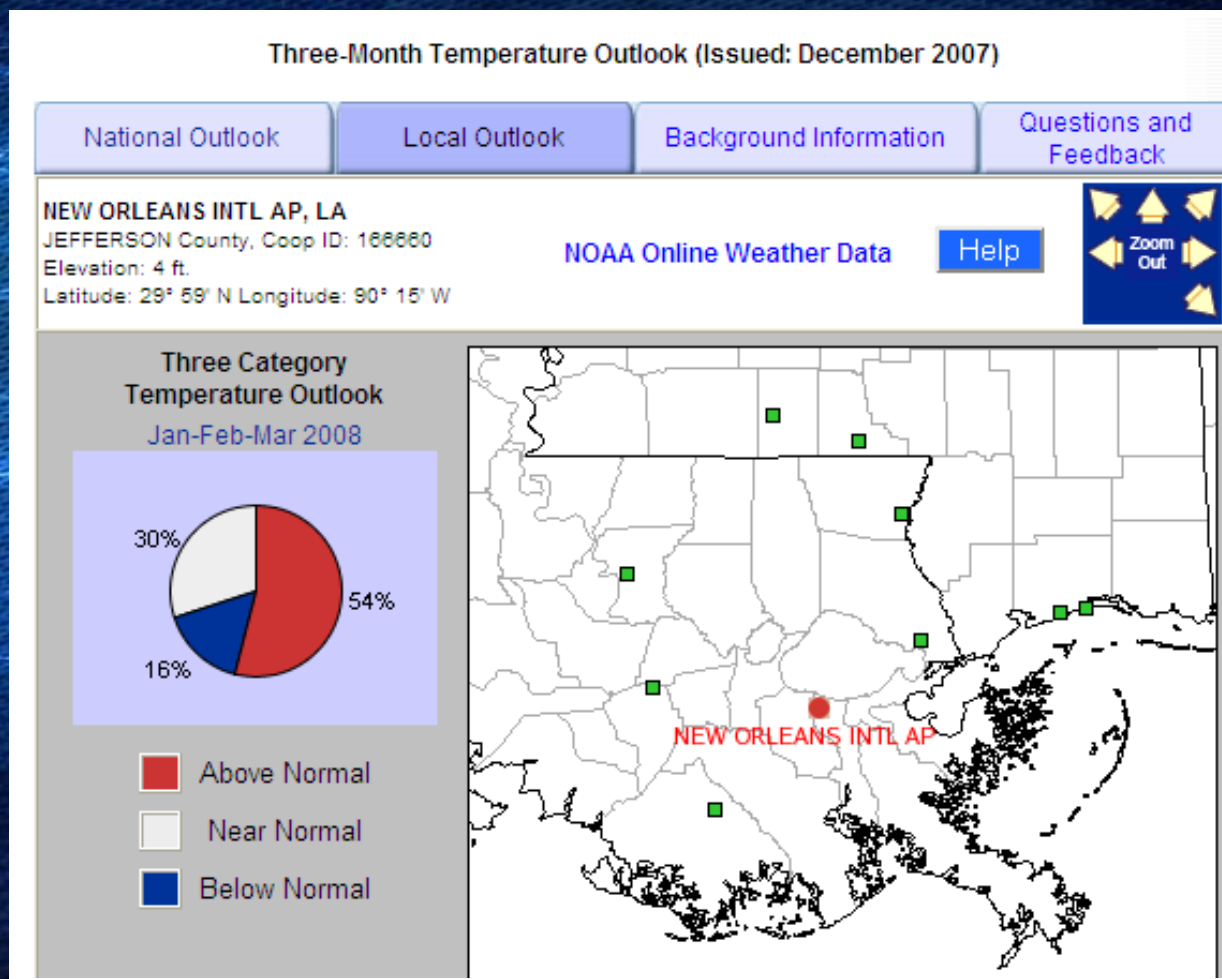 Three-Month Temperature Outlook (Issued: December 2007)
National Outlook
Local Outlook
Background Information
Questions and
Feedback
NEW ORLEANS INTL AP, LA
JEFFERSON County, Coop ID: 166660
Elevation: 4 ft.
Latitude: 29° 59' N Longitude: 90° 15' W
NOAA Online Weather Data
Help
Zoom
Out
Three Category
Temperature Outlook
Jan-Feb-Mar 2008
30%
54%
16%
Above Normal
Near Normal
Below Normal
NEW ORLEANS INTL AP